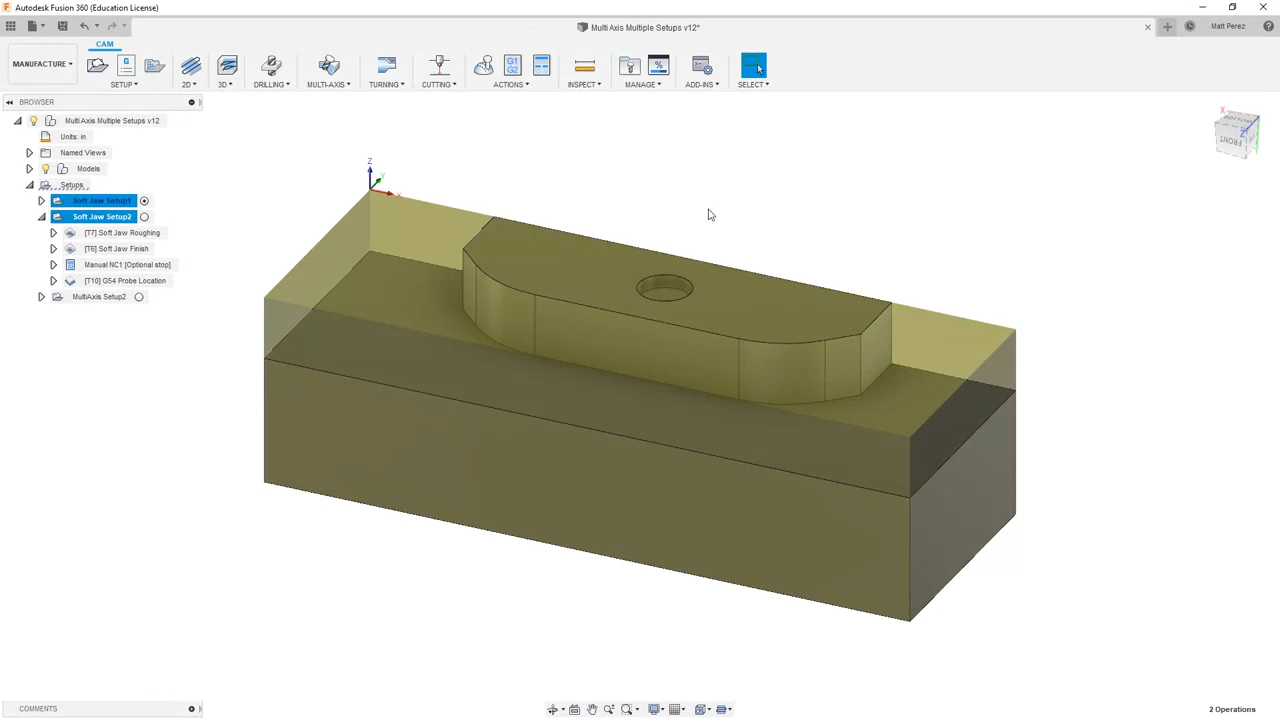 Autodesk Fusion 360 (Education License)
Multi Axis Multiple Setups v12*
Matt Perez
CAM
MANUFACTURE
SETUP
2D
3D
DRILLING
MULTI-AXIS
TURNING
CUTTING
ACTIONS
INSPECT
MANAGE
ADD-INS
SELECT
G
G1
G2
BROWSER
Multi Axis Multiple Setups v12
Units: in
Named Views
Models
Setups
Soft Jaw Setup1
Soft Jaw Setup2
[T7] Soft Jaw Roughing
[T6] Soft Jaw Finish
Manual NC1 [Optional stop]
[T10] G54 Probe Location
MultiAxis Setup2
Z
Y
X
X
Z
FRONT
COMMENTS
2 Operations